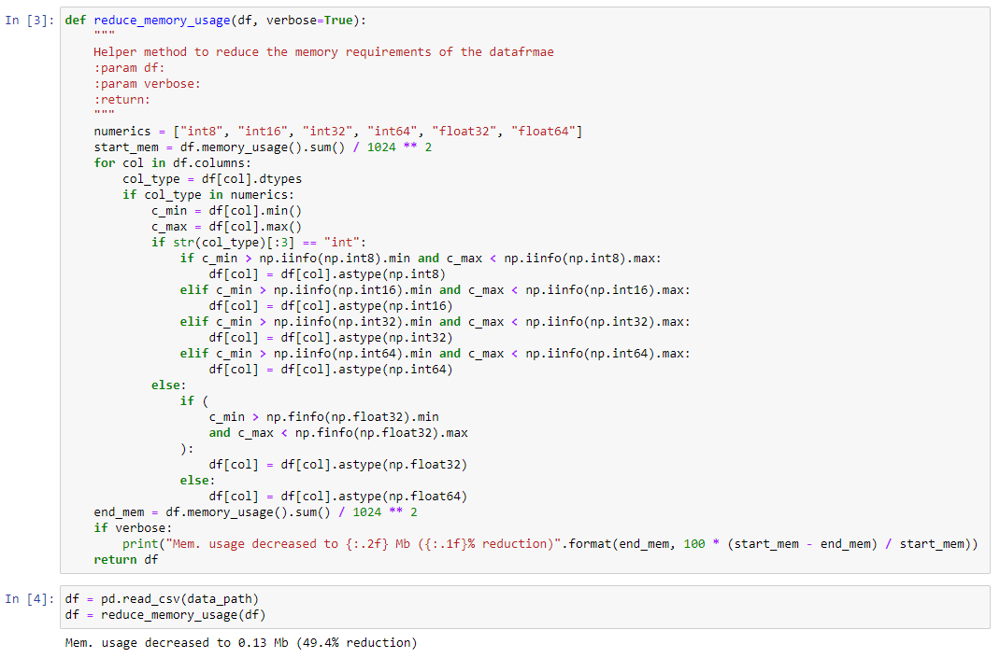 In [3]: def reduce_memory_usage(df, verbose=True):
    """
    Helper method to reduce the memory requirements of the datafrmae
    :param df:
    :param verbose:
    :return:
    """
    numerics = ["int8", "int16", "int32", "int64", "float32", "float64"]
    start_mem = df.memory_usage().sum() / 1024 ** 2
    for col in df.columns:
        col_type = df[col].dtypes
        if col_type in numerics:
            c_min = df[col].min()
            c_max = df[col].max()
            if str(col_type)[:3] == "int":
                if c_min > np.iinfo(np.int8).min and c_max < np.iinfo(np.int8).max:
                    df[col] = df[col].astype(np.int8)
                elif c_min > np.iinfo(np.int16).min and c_max < np.iinfo(np.int16).max:
                    df[col] = df[col].astype(np.int16)
                elif c_min > np.iinfo(np.int32).min and c_max < np.iinfo(np.int32).max:
                    df[col] = df[col].astype(np.int32)
                elif c_min > np.iinfo(np.int64).min and c_max < np.iinfo(np.int64).max:
                    df[col] = df[col].astype(np.int64)
            else:
                if (
                    c_min > np.finfo(np.float32).min
                    and c_max < np.finfo(np.float32).max
                ):
                    df[col] = df[col].astype(np.float32)
                else:
                    df[col] = df[col].astype(np.float64)
    end_mem = df.memory_usage().sum() / 1024 ** 2
    if verbose:
        print("Mem. usage decreased to {:.2f} Mb ({:.1f}% reduction)".format(end_mem, 100 * (start_mem - end_mem) / start_mem))
    return df
In [4]: df = pd.read_csv(data_path)
df = reduce_memory_usage(df)
Mem. usage decreased to 0.13 Mb (49.4% reduction)